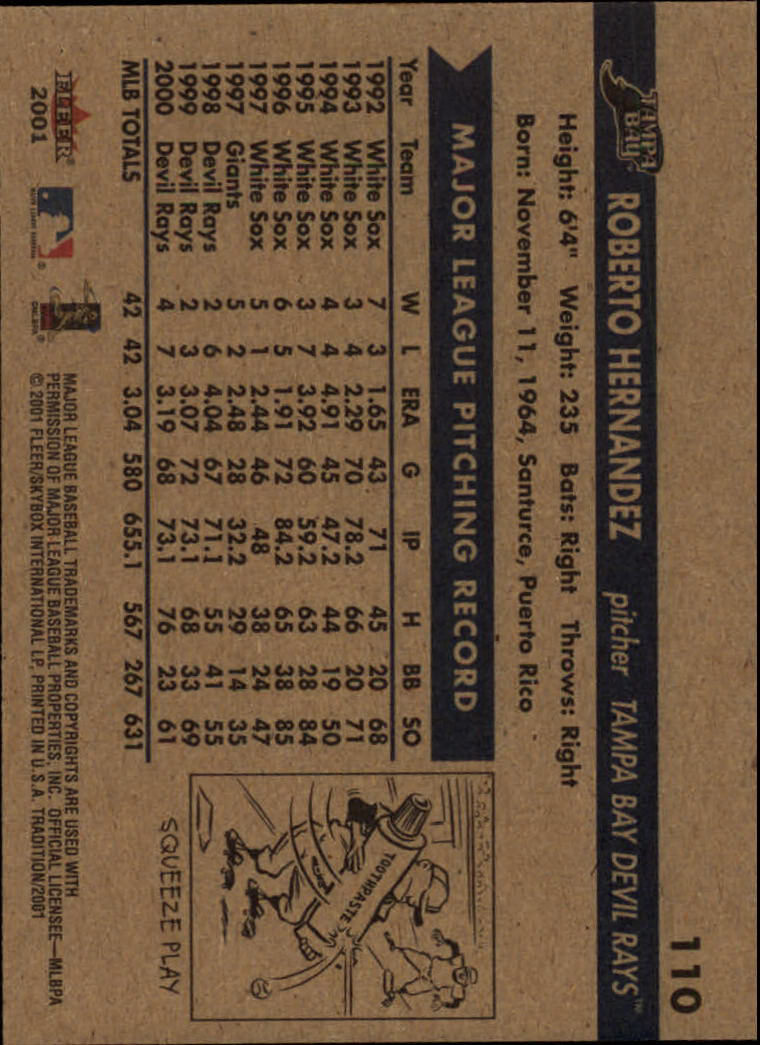 110
TAMPA BAY
ROBERTO HERNANDEZ pitcher TAMPA BAY DEVIL RAYS™
Height: 6'4" Weight: 235 Bats: Right Throws: Right
Born: November 11, 1964, Santurce, Puerto Rico
MAJOR LEAGUE PITCHING RECORD
Year Team W L ERA G IP H BB SO
1992 White Sox 7 3 1.65 43 71 45 20 68
1993 White Sox 3 4 2.29 70 78.2 66 20 71
1994 White Sox 4 4 4.91 45 47.2 44 19 50
1995 White Sox 3 7 3.92 60 59.2 63 28 84
1996 White Sox 6 5 1.91 72 84.2 65 38 85
1997 White Sox 5 1 2.44 46 48 38 24 47
1997 Giants 5 2 2.48 28 32.2 29 14 35
1998 Devil Rays 2 6 4.04 67 71.1 55 41 55
1999 Devil Rays 2 3 3.07 72 73.1 68 33 69
2000 Devil Rays 4 7 3.19 68 73.1 76 23 61
MLB TOTALS 42 42 3.04 580 655.1 567 267 631
TOOTHPASTE
SQUEEZE PLAY
FLEER®
2001
®
®
MAJOR LEAGUE BASEBALL TRADEMARKS AND COPYRIGHTS ARE USED WITH
PERMISSION OF MAJOR LEAGUE BASEBALL PROPERTIES, INC. OFFICIAL LICENSEE—MLBPA
© 2001 FLEER/SKYBOX INTERNATIONAL LP, PRINTED IN U.S.A. TRADITION/2001